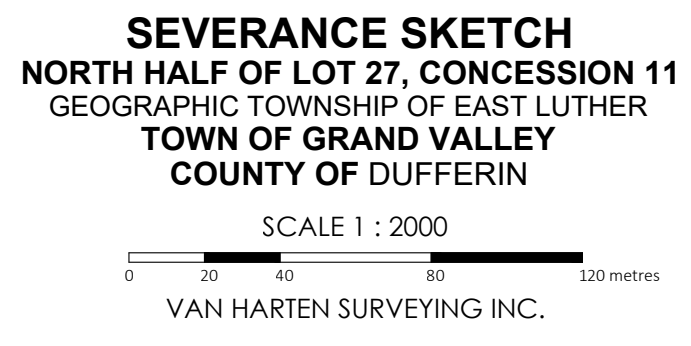 SEVERANCE SKETCH
NORTH HALF OF LOT 27, CONCESSION 11
GEOGRAPHIC TOWNSHIP OF EAST LUTHER
TOWN OF GRAND VALLEY
COUNTY OF DUFFERIN
SCALE 1 : 2000
0 20 40 80 120 metres
VAN HARTEN SURVEYING INC.